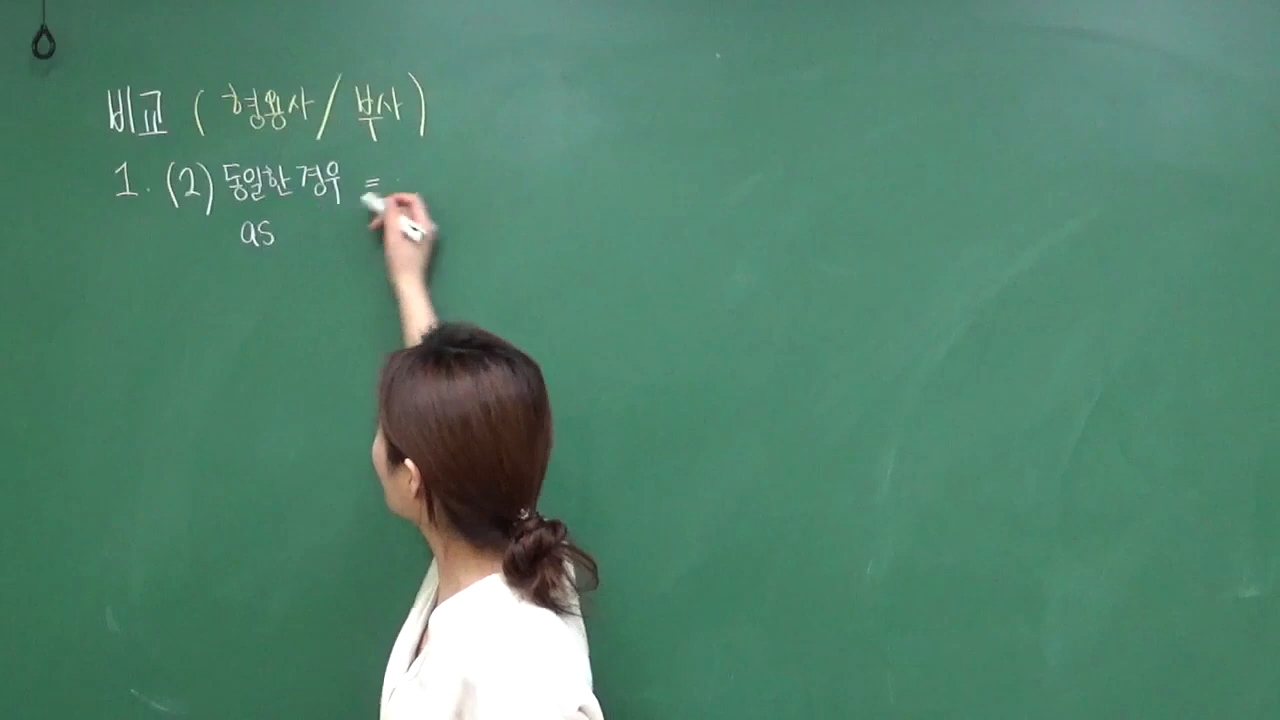 비교 ( 형용사 / 부사 )
1. (2) 동일한 경우 =
as